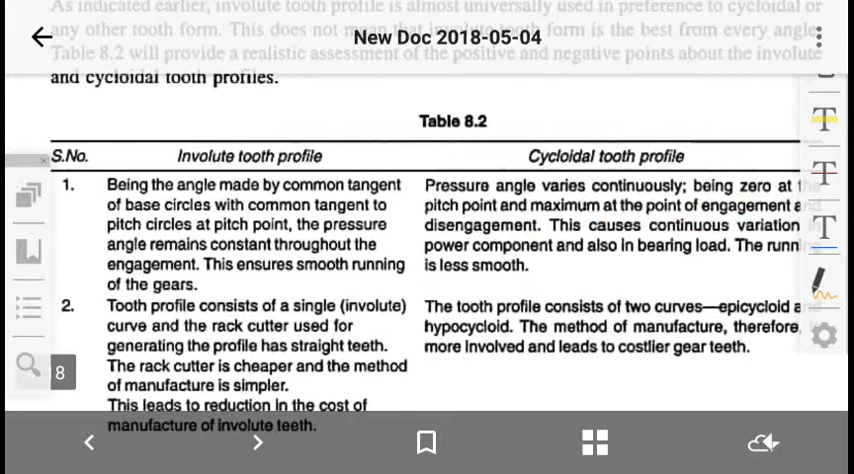 As indicated earlier, involute tooth profile is almost universally used in preference to cycloidal or
any other tooth form. This does not mean that involute tooth form is the best from every angle
New Doc 2018-05-04
Table 8.2 will provide a realistic assessment of the positive and negative points about the involute
and cycloidal tooth profiles.
Table 8.2
S.No. Involute tooth profile Cycloidal tooth profile
1. Being the angle made by common tangent
of base circles with common tangent to
pitch circles at pitch point, the pressure
angle remains constant throughout the
engagement. This ensures smooth running
of the gears.
Pressure angle varies continuously; being zero at the
pitch point and maximum at the point of engagement and
disengagement. This causes continuous variation in
power component and also in bearing load. The running
is less smooth.
2. Tooth profile consists of a single (involute)
curve and the rack cutter used for
generating the profile has straight teeth.
The rack cutter is cheaper and the method
of manufacture is simpler.
This leads to reduction in the cost of
manufacture of involute teeth.
The tooth profile consists of two curves—epicycloid and
hypocycloid. The method of manufacture, therefore,
more involved and leads to costlier gear teeth.
8
T
T
T